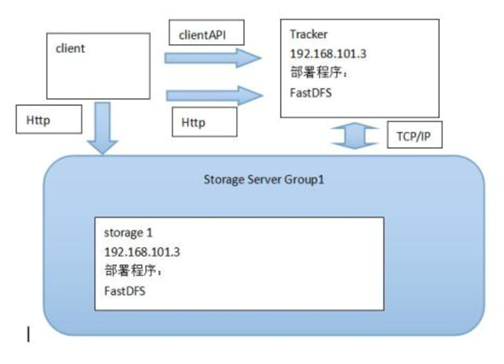 client
clientAPI
Tracker
192.168.101.3
部署程序：
FastDFS
Http
Http
TCP/IP
Storage Server Group1
storage 1
192.168.101.3
部署程序：
FastDFS